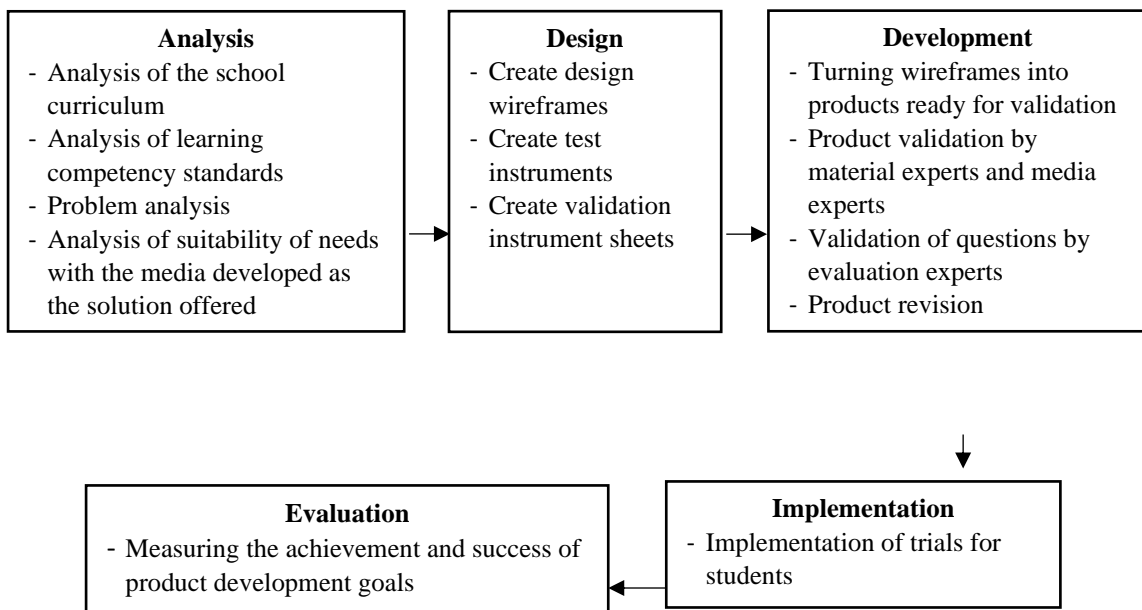 Analysis
- Analysis of the school
curriculum
- Analysis of learning
competency standards
- Problem analysis
- Analysis of suitability of needs
with the media developed as
the solution offered
Design
- Create design
wireframes
- Create test
instruments
- Create validation
instrument sheets
Development
- Turning wireframes into
products ready for validation
- Product validation by
material experts and media
experts
- Validation of questions by
evaluation experts
- Product revision
Implementation
- Implementation of trials for
students
Evaluation
- Measuring the achievement and success of
product development goals